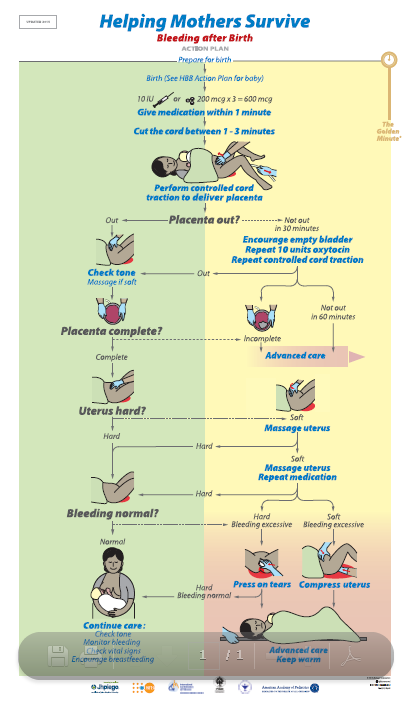 Helping Mothers Survive
Bleeding after Birth
ACTION PLAN
Prepare for birth
Birth (See HBB Action Plan for baby)
10 IU or 200 mcg x 3 = 600 mcg
Give medication within 1 minute
Cut the cord between 1 - 3 minutes
The
Golden
Minute
Perform controlled cord
traction to deliver placenta
Out
Placenta out?
Not out
in 30 minutes
Encourage empty bladder
Repeat 10 units oxytocin
Repeat controlled cord traction
Out
Check tone
Massage if soft
Not out
in 60 minutes
Placenta complete?
Incomplete
Complete
Advanced care
Uterus hard?
Soft
Massage uterus
Hard
Hard
Soft
Massage uterus
Repeat medication
Hard
Bleeding normal?
Hard
Bleeding excessive
Soft
Bleeding excessive
Normal
Press on tears
Compress uterus
Hard
Bleeding normal
Continue care:
Check tone
Monitor bleeding
Check vital signs
Encourage breastfeeding
1 / 1
Advanced care
Keep warm
Jhpiego
American Academy of Pediatrics